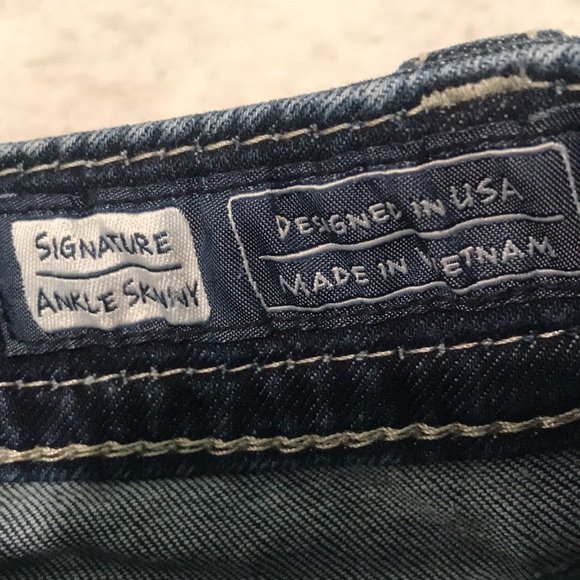 SIGNATURE
ANKLE SKINNY
DESIGNED IN USA
MADE IN VIETNAM